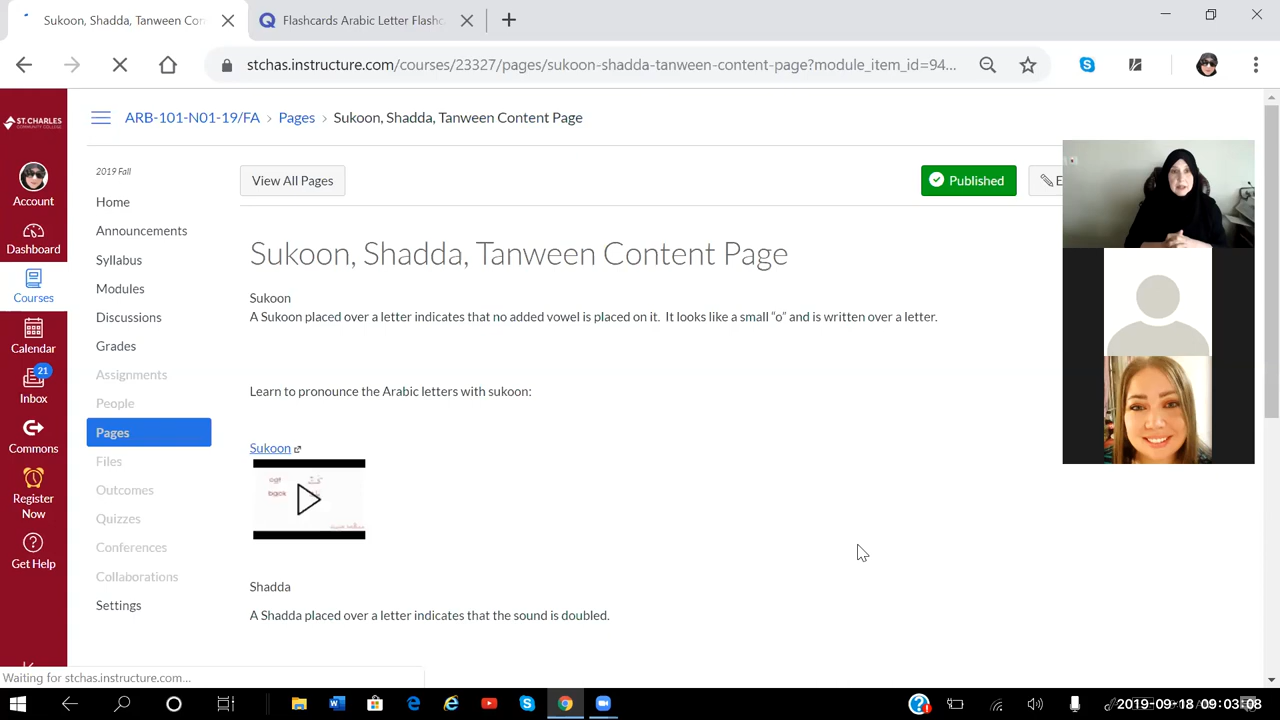 Sukoon, Shadda, Tanween Con
Flashcards Arabic Letter Flashc
stchas.instructure.com/courses/23327/pages/sukoon-shadda-tanween-content-page?module_item_id=94...
ST. CHARLES
COMMUNITY COLLEGE
ARB-101-N01-19/FA › Pages › Sukoon, Shadda, Tanween Content Page
Account
Dashboard
Courses
Calendar
21
Inbox
Commons
Register
Now
Get Help
2019 Fall
Home
Announcements
Syllabus
Modules
Discussions
Grades
Assignments
People
Pages
Files
Outcomes
Quizzes
Conferences
Collaborations
Settings
View All Pages
Published
E
Sukoon, Shadda, Tanween Content Page
Sukoon
A Sukoon placed over a letter indicates that no added vowel is placed on it. It looks like a small “o” and is written over a letter.
Learn to pronounce the Arabic letters with sukoon:
Sukoon
Shadda
A Shadda placed over a letter indicates that the sound is doubled.
Waiting for stchas.instructure.com...
2019-09-18 09:03:08